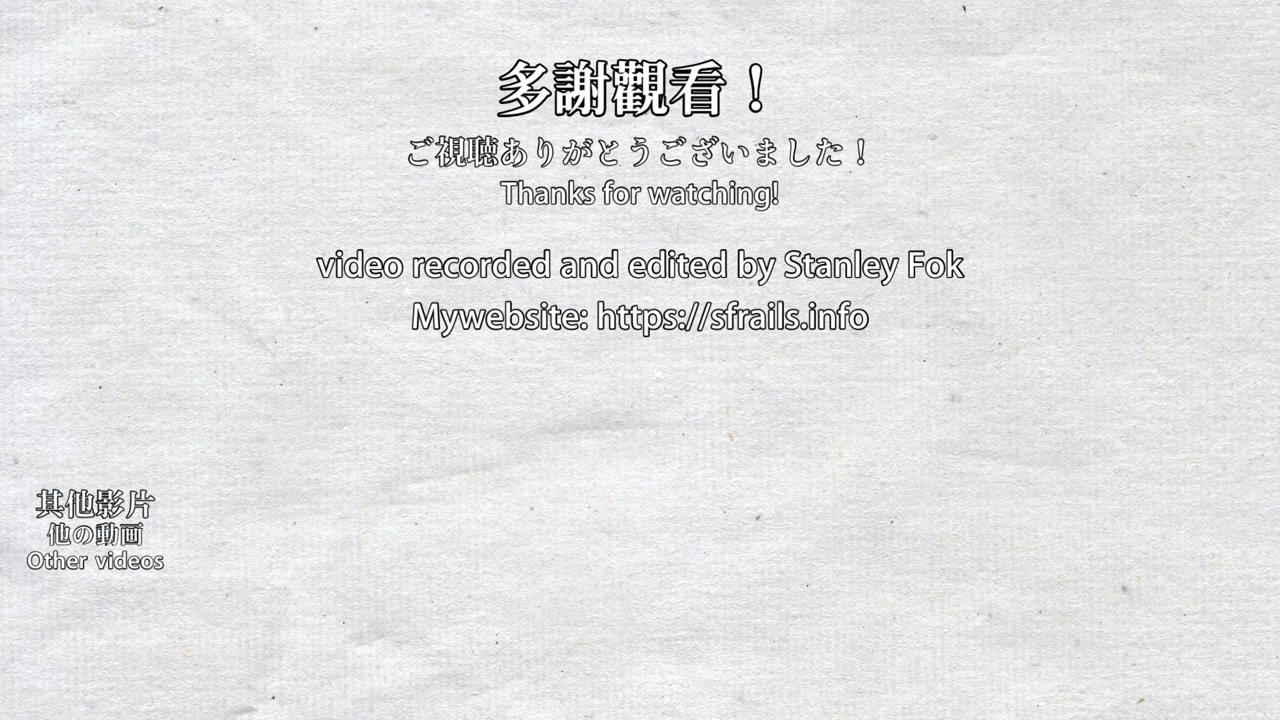 多謝觀看！
ご視聴ありがとうございました！
Thanks for watching!
video recorded and edited by Stanley Fok
Mywebsite: https://sfrails.info
其他影片
他の動画
Other videos